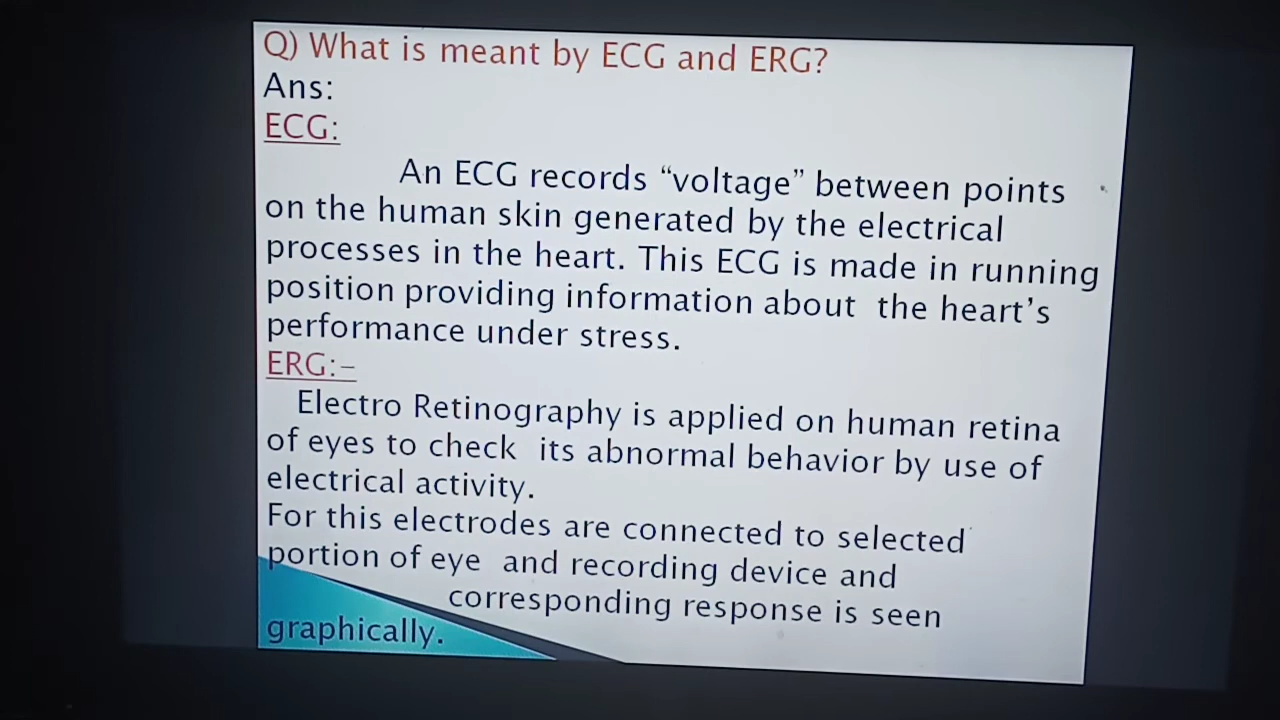 Q) What is meant by ECG and ERG?
Ans:
ECG:
An ECG records “voltage” between points
on the human skin generated by the electrical
processes in the heart. This ECG is made in running
position providing information about the heart’s
performance under stress.
ERG:–
Electro Retinography is applied on human retina
of eyes to check its abnormal behavior by use of
electrical activity.
For this electrodes are connected to selected
portion of eye and recording device and
corresponding response is seen
graphically.